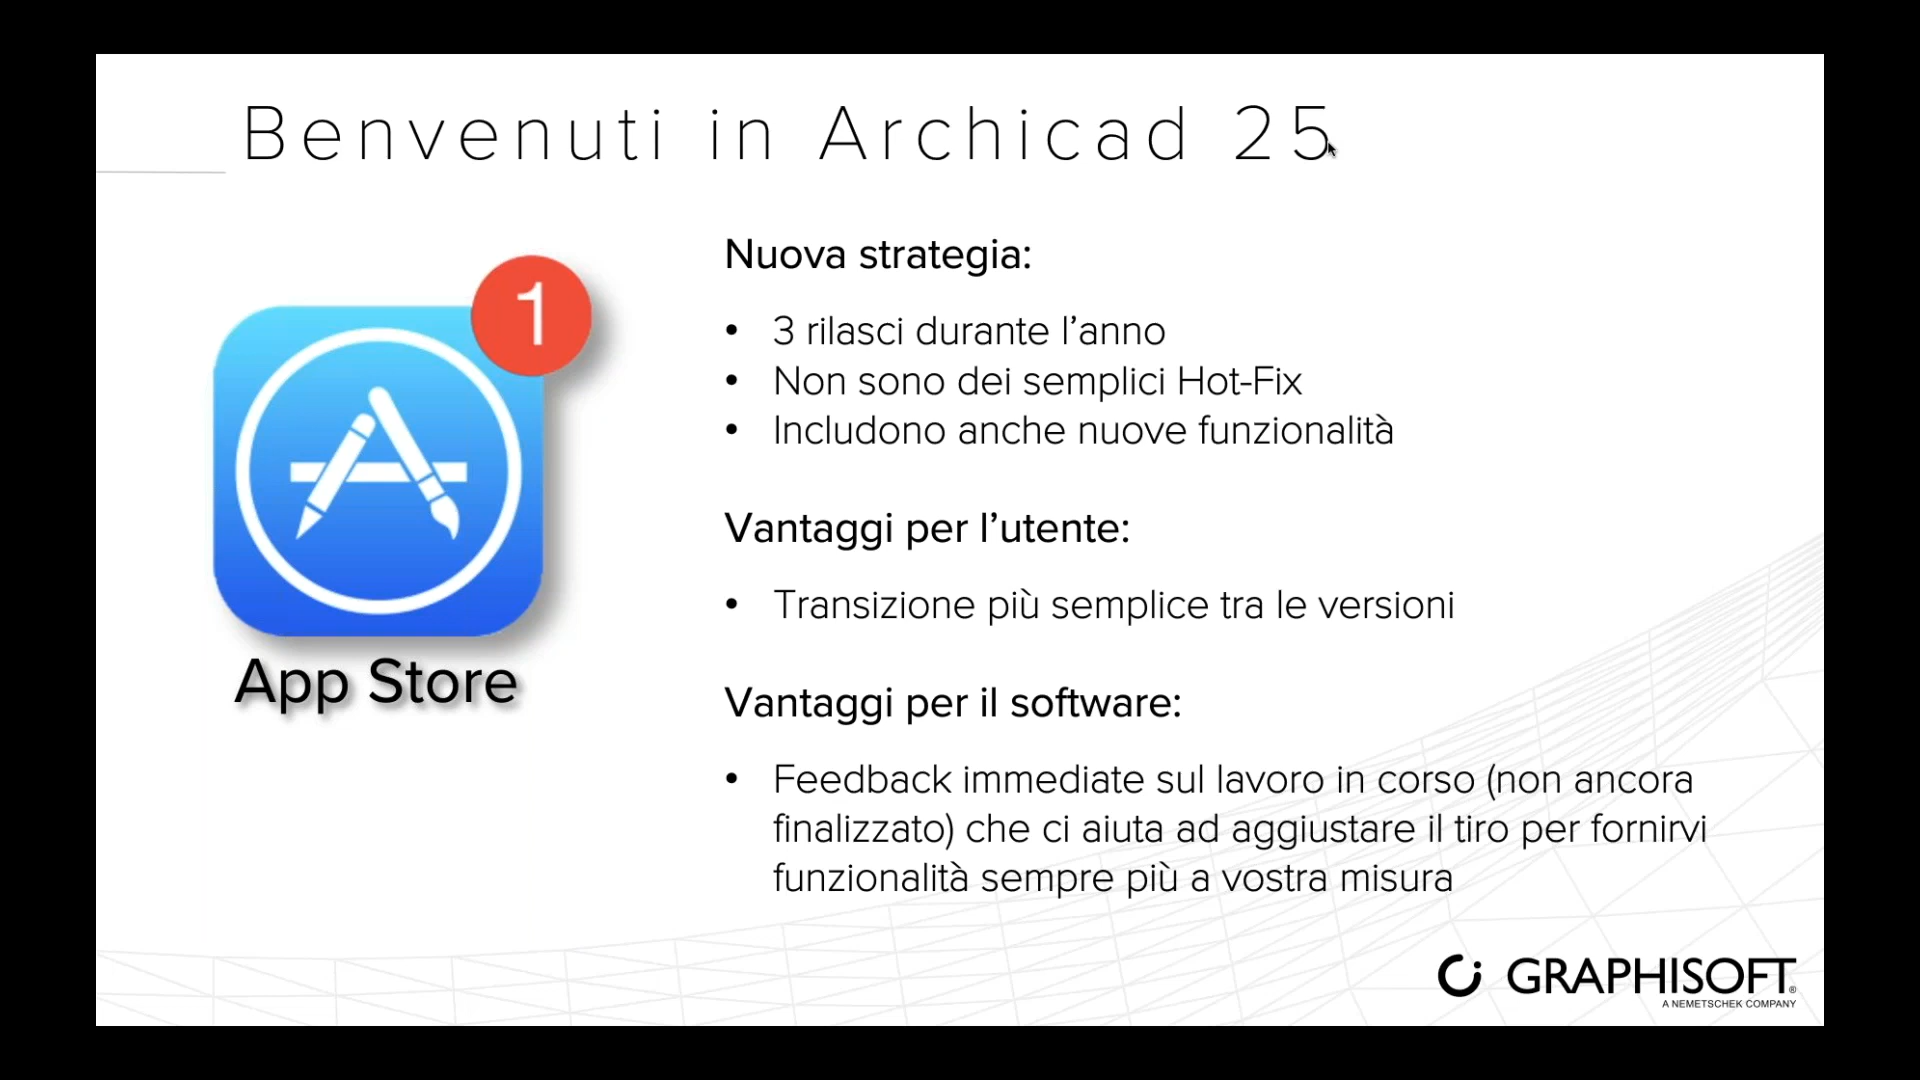 Benvenuti in Archicad 25
1
App Store
Nuova strategia:
• 3 rilasci durante l’anno
• Non sono dei semplici Hot-Fix
• Includono anche nuove funzionalità
Vantaggi per l’utente:
• Transizione più semplice tra le versioni
Vantaggi per il software:
• Feedback immediate sul lavoro in corso (non ancora
finalizzato) che ci aiuta ad aggiustare il tiro per fornirvi
funzionalità sempre più a vostra misura
GRAPHISOFT®
A NEMETSCHEK COMPANY